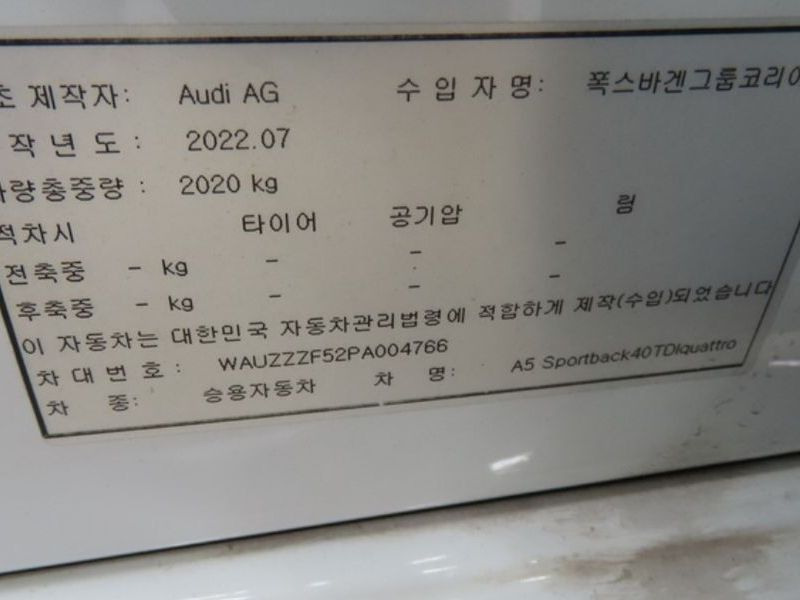 초 제작자: Audi AG 수 입 자 명: 폭스바겐그룹코리아
작 년 도 : 2022.07
차량총중량 : 2020 kg
적차시 타이어 공기압 림
전축중 - kg - - -
후축중 - kg - - -
이 자동차는 대한민국 자동차관리법령에 적합하게 제작(수입)되었습니다
차 대 번 호 : WAUZZZF52PA004766
차 종: 승용자동차 차 명: A5 Sportback40TDIquattro